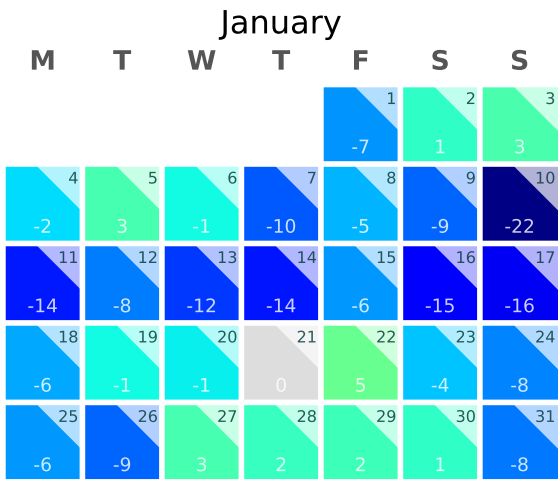 January
M T W T F S S
1 2 3
-7 1 3
4 5 6 7 8 9 10
-2 3 -1 -10 -5 -9 -22
11 12 13 14 15 16 17
-14 -8 -12 -14 -6 -15 -16
18 19 20 21 22 23 24
-6 -1 -1 0 5 -4 -8
25 26 27 28 29 30 31
-6 -9 3 2 2 1 -8